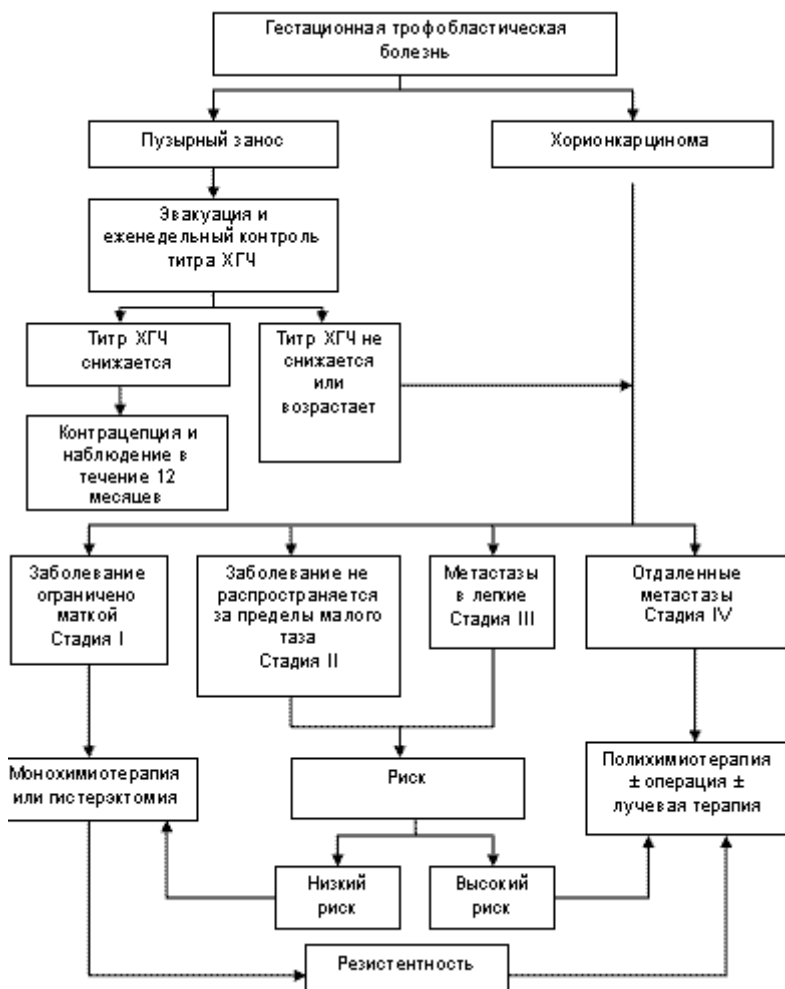 Гестационная трофобластическая
болезнь
Пузырный занос
Хорионкарцинома
Эвакуация и
еженедельный контроль
титра ХГЧ
Титр ХГЧ
снижается
Титр ХГЧ не
снижается
или
возрастает
Контрацепция и
наблюдение в
течение 12
месяцев
Заболевание
ограничено
маткой
Стадия I
Заболевание не
распространяется
за пределы малого
таза
Стадия II
Метастазы
в легкие
Стадия III
Отдаленные
метастазы
Стадия IV
Монохимиотерапия
или гистерэктомия
Риск
Полихимиотерапия
± операция ±
лучевая терапия
Низкий
риск
Высокий
риск
Резистентность